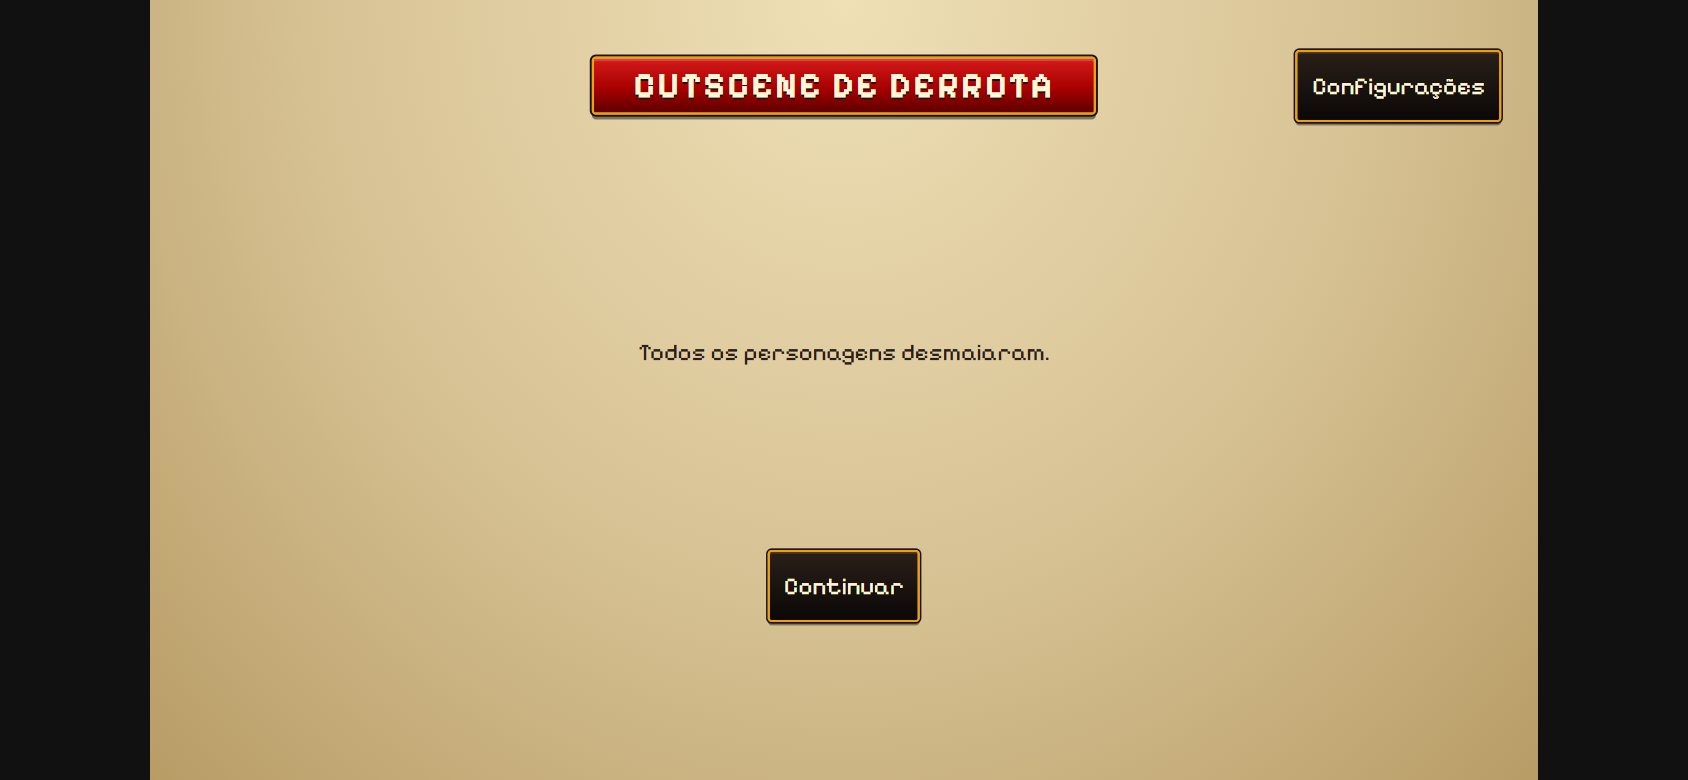 CUTSCENE DE DERROTA
Configurações
Todos os personagens desmaiaram.
Continuar